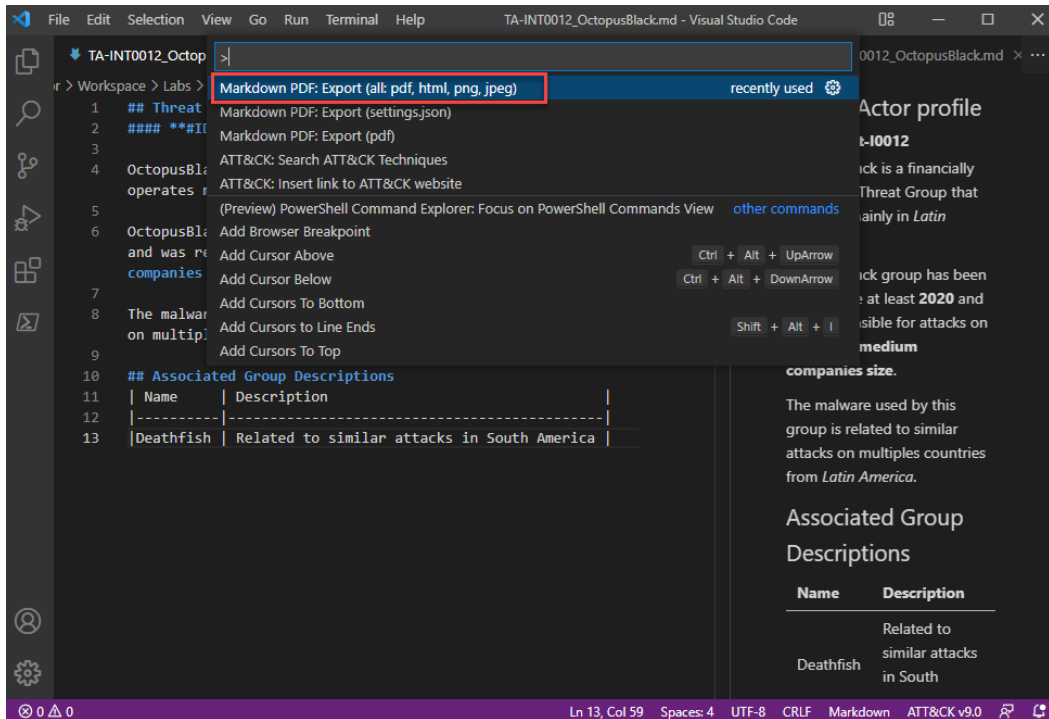 File Edit Selection View Go Run Terminal Help TA-INT0012_OctopusBlack.md - Visual Studio Code
TA-INT0012_Octop
>
0012_OctopusBlack.md
r > Workspace > Labs >
Markdown PDF: Export (all: pdf, html, png, jpeg) recently used
Markdown PDF: Export (settings.json)
Markdown PDF: Export (pdf)
ATT&CK: Search ATT&CK Techniques
ATT&CK: Insert link to ATT&CK website
(Preview) PowerShell Command Explorer: Focus on PowerShell Commands View other commands
Add Browser Breakpoint
Add Cursor Above Ctrl + Alt + UpArrow
Add Cursor Below Ctrl + Alt + DownArrow
Add Cursors To Bottom
Add Cursors to Line Ends Shift + Alt + I
Add Cursors To Top
1 ## Threat
2 #### **#ID
3
4 OctopusBla
operates m
5
6 OctopusBla
and was re
companies
7
8 The malwar
on multipl
9
10 ## Associated Group Descriptions
11 | Name | Description |
12 |----------|--------------------------------------------|
13 |Deathfish | Related to similar attacks in South America |
Actor profile
t-I0012
ck is a financially
Threat Group that
ainly in Latin
ck group has been
e at least 2020 and
sible for attacks on
medium
companies size.
The malware used by this
group is related to similar
attacks on multiples countries
from Latin America.
Associated Group
Descriptions
Name Description
Deathfish Related to
similar attacks
in South
0 0 Ln 13, Col 59 Spaces: 4 UTF-8 CRLF Markdown ATT&CK v9.0